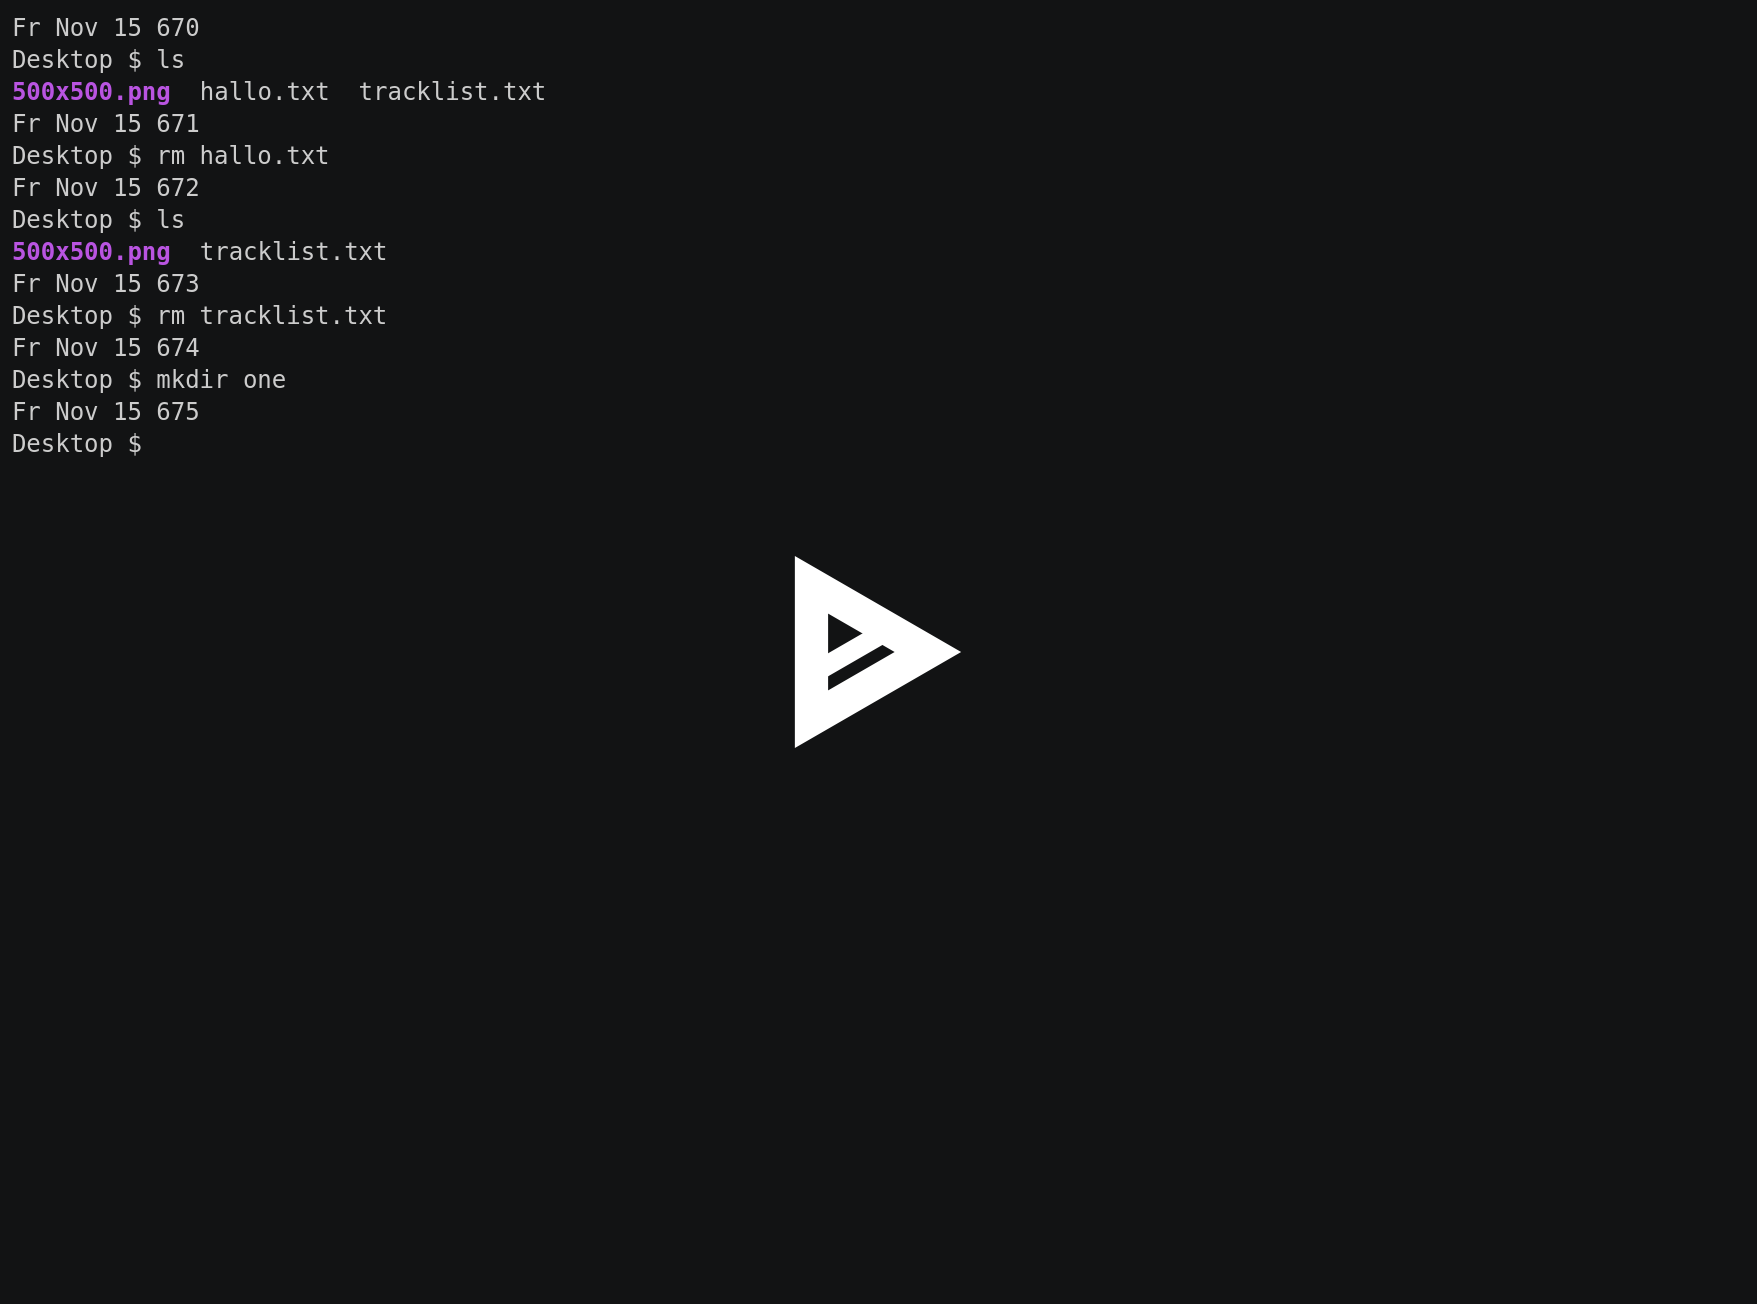 Fr Nov 15 670
Desktop $ ls
500x500.png  hallo.txt  tracklist.txt
Fr Nov 15 671
Desktop $ rm hallo.txt
Fr Nov 15 672
Desktop $ ls
500x500.png  tracklist.txt
Fr Nov 15 673
Desktop $ rm tracklist.txt
Fr Nov 15 674
Desktop $ mkdir one
Fr Nov 15 675
Desktop $